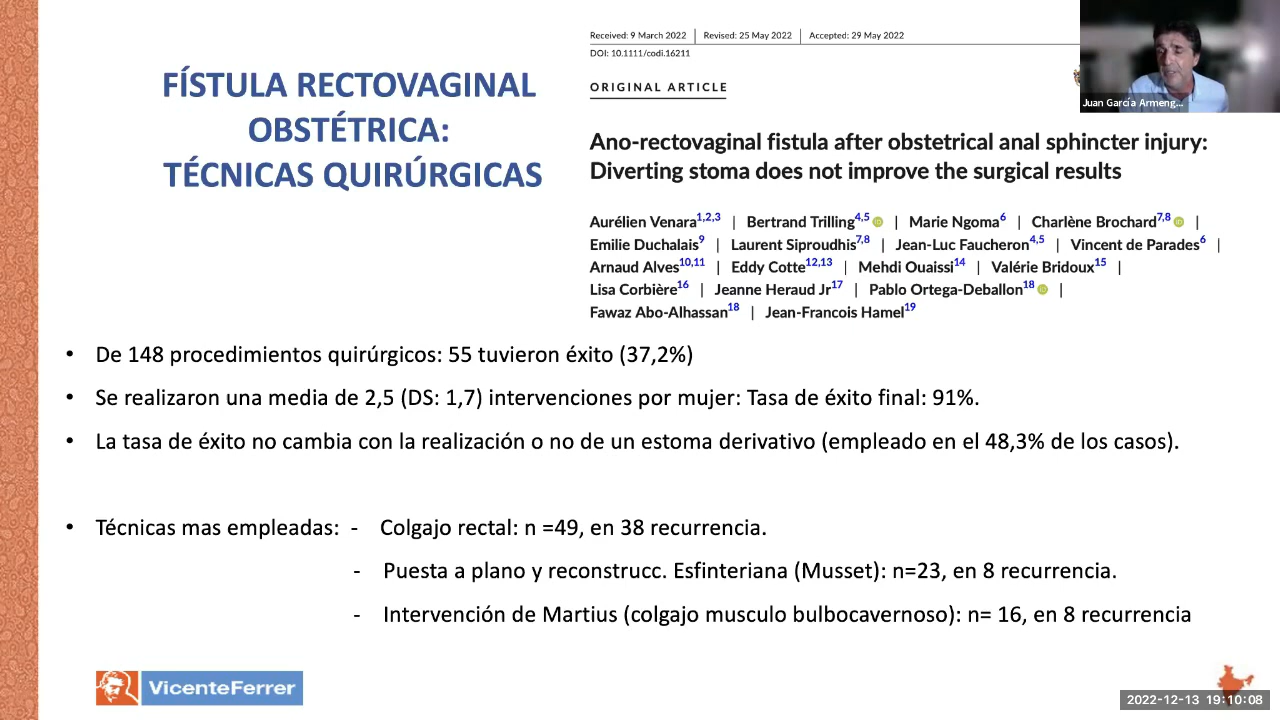 FÍSTULA RECTOVAGINAL
OBSTÉTRICA:
TÉCNICAS QUIRÚRGICAS
Received: 9 March 2022 | Revised: 25 May 2022 | Accepted: 29 May 2022
DOI: 10.1111/codi.16211
ORIGINAL ARTICLE
Ano-rectovaginal fistula after obstetrical anal sphincter injury:
Diverting stoma does not improve the surgical results
Aurélien Venara1,2,3 | Bertrand Trilling4,5 | Marie Ngoma6 | Charlène Brochard7,8 |
Emilie Duchalais9 | Laurent Siproudhis7,8 | Jean-Luc Faucheron4,5 | Vincent de Parades6 |
Arnaud Alves10,11 | Eddy Cotte12,13 | Mehdi Ouaissi14 | Valérie Bridoux15 |
Lisa Corbière16 | Jeanne Heraud Jr17 | Pablo Ortega-Deballon18 |
Fawaz Abo-Alhassan18 | Jean-Francois Hamel19
Juan García Armeng...
• De 148 procedimientos quirúrgicos: 55 tuvieron éxito (37,2%)
• Se realizaron una media de 2,5 (DS: 1,7) intervenciones por mujer: Tasa de éxito final: 91%.
• La tasa de éxito no cambia con la realización o no de un estoma derivativo (empleado en el 48,3% de los casos).
• Técnicas mas empleadas: - Colgajo rectal: n =49, en 38 recurrencia.
- Puesta a plano y reconstrucc. Esfinteriana (Musset): n=23, en 8 recurrencia.
- Intervención de Martius (colgajo musculo bulbocavernoso): n= 16, en 8 recurrencia
VicenteFerrer
2022-12-13 19:10:08